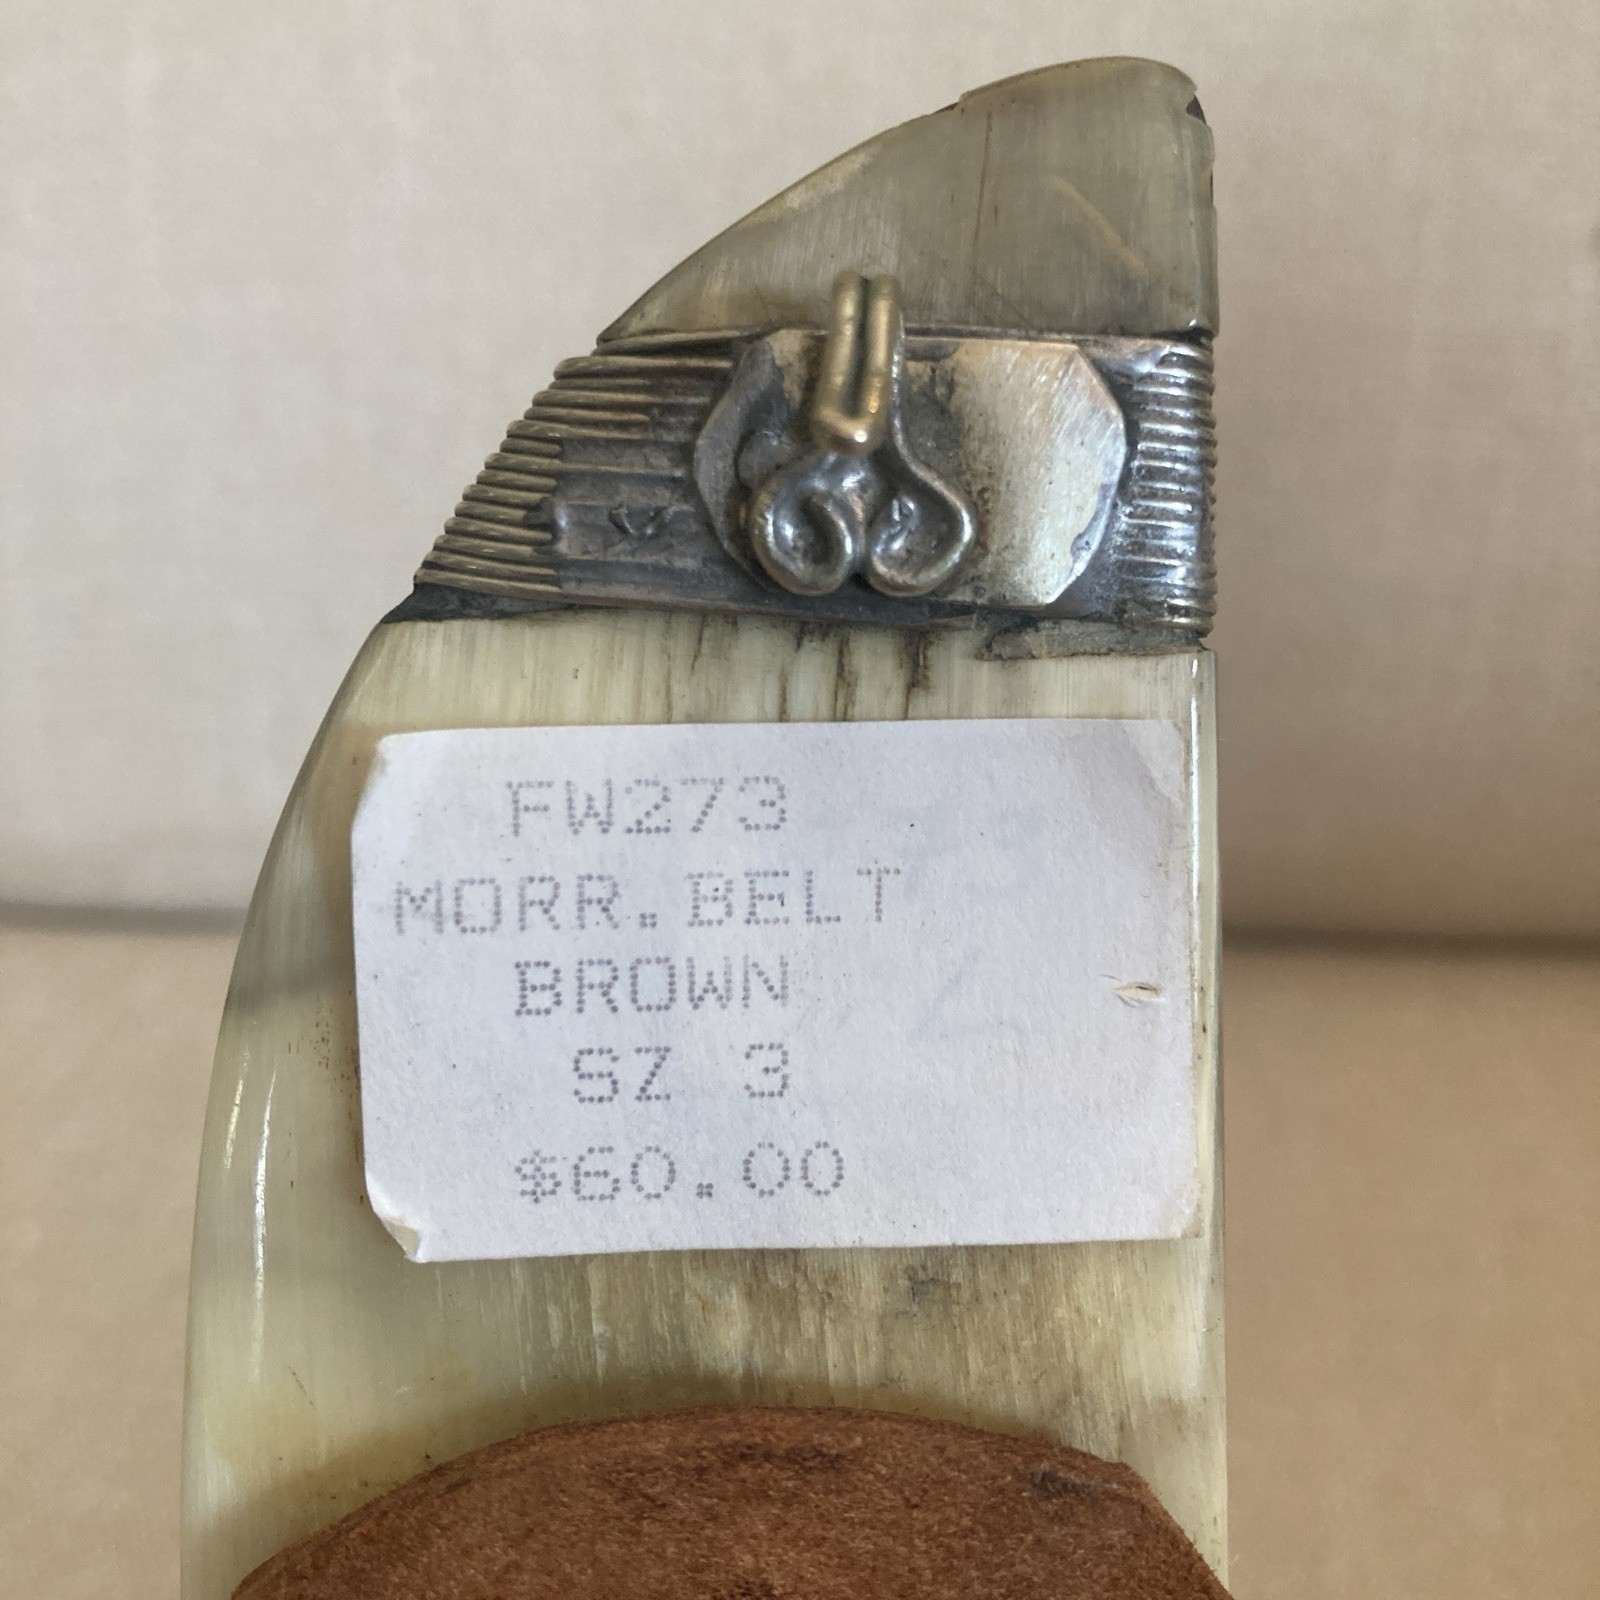 FW273
MORR.BELT
BROWN
SZ 3
$60.00